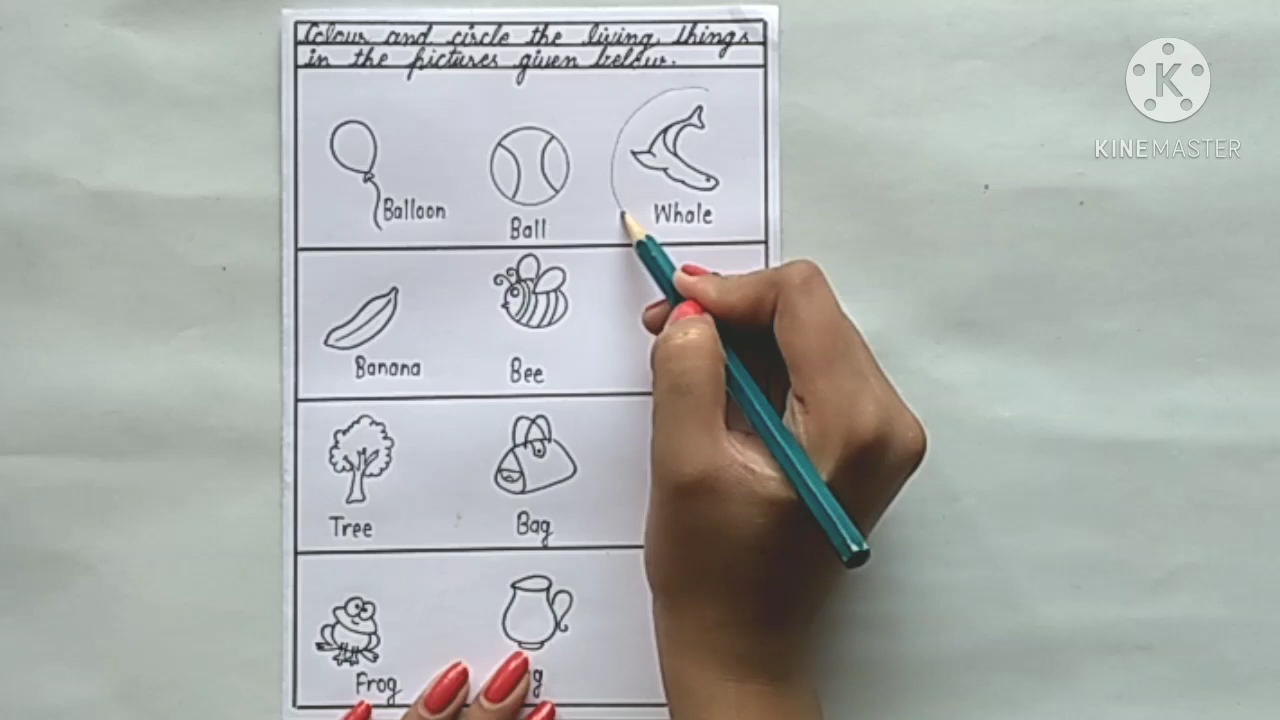 Colour and circle the living things
in the pictures given below.
Balloon
Ball
Whale
Banana
Bee
Tree
Bag
Frog
K
KINEMASTER